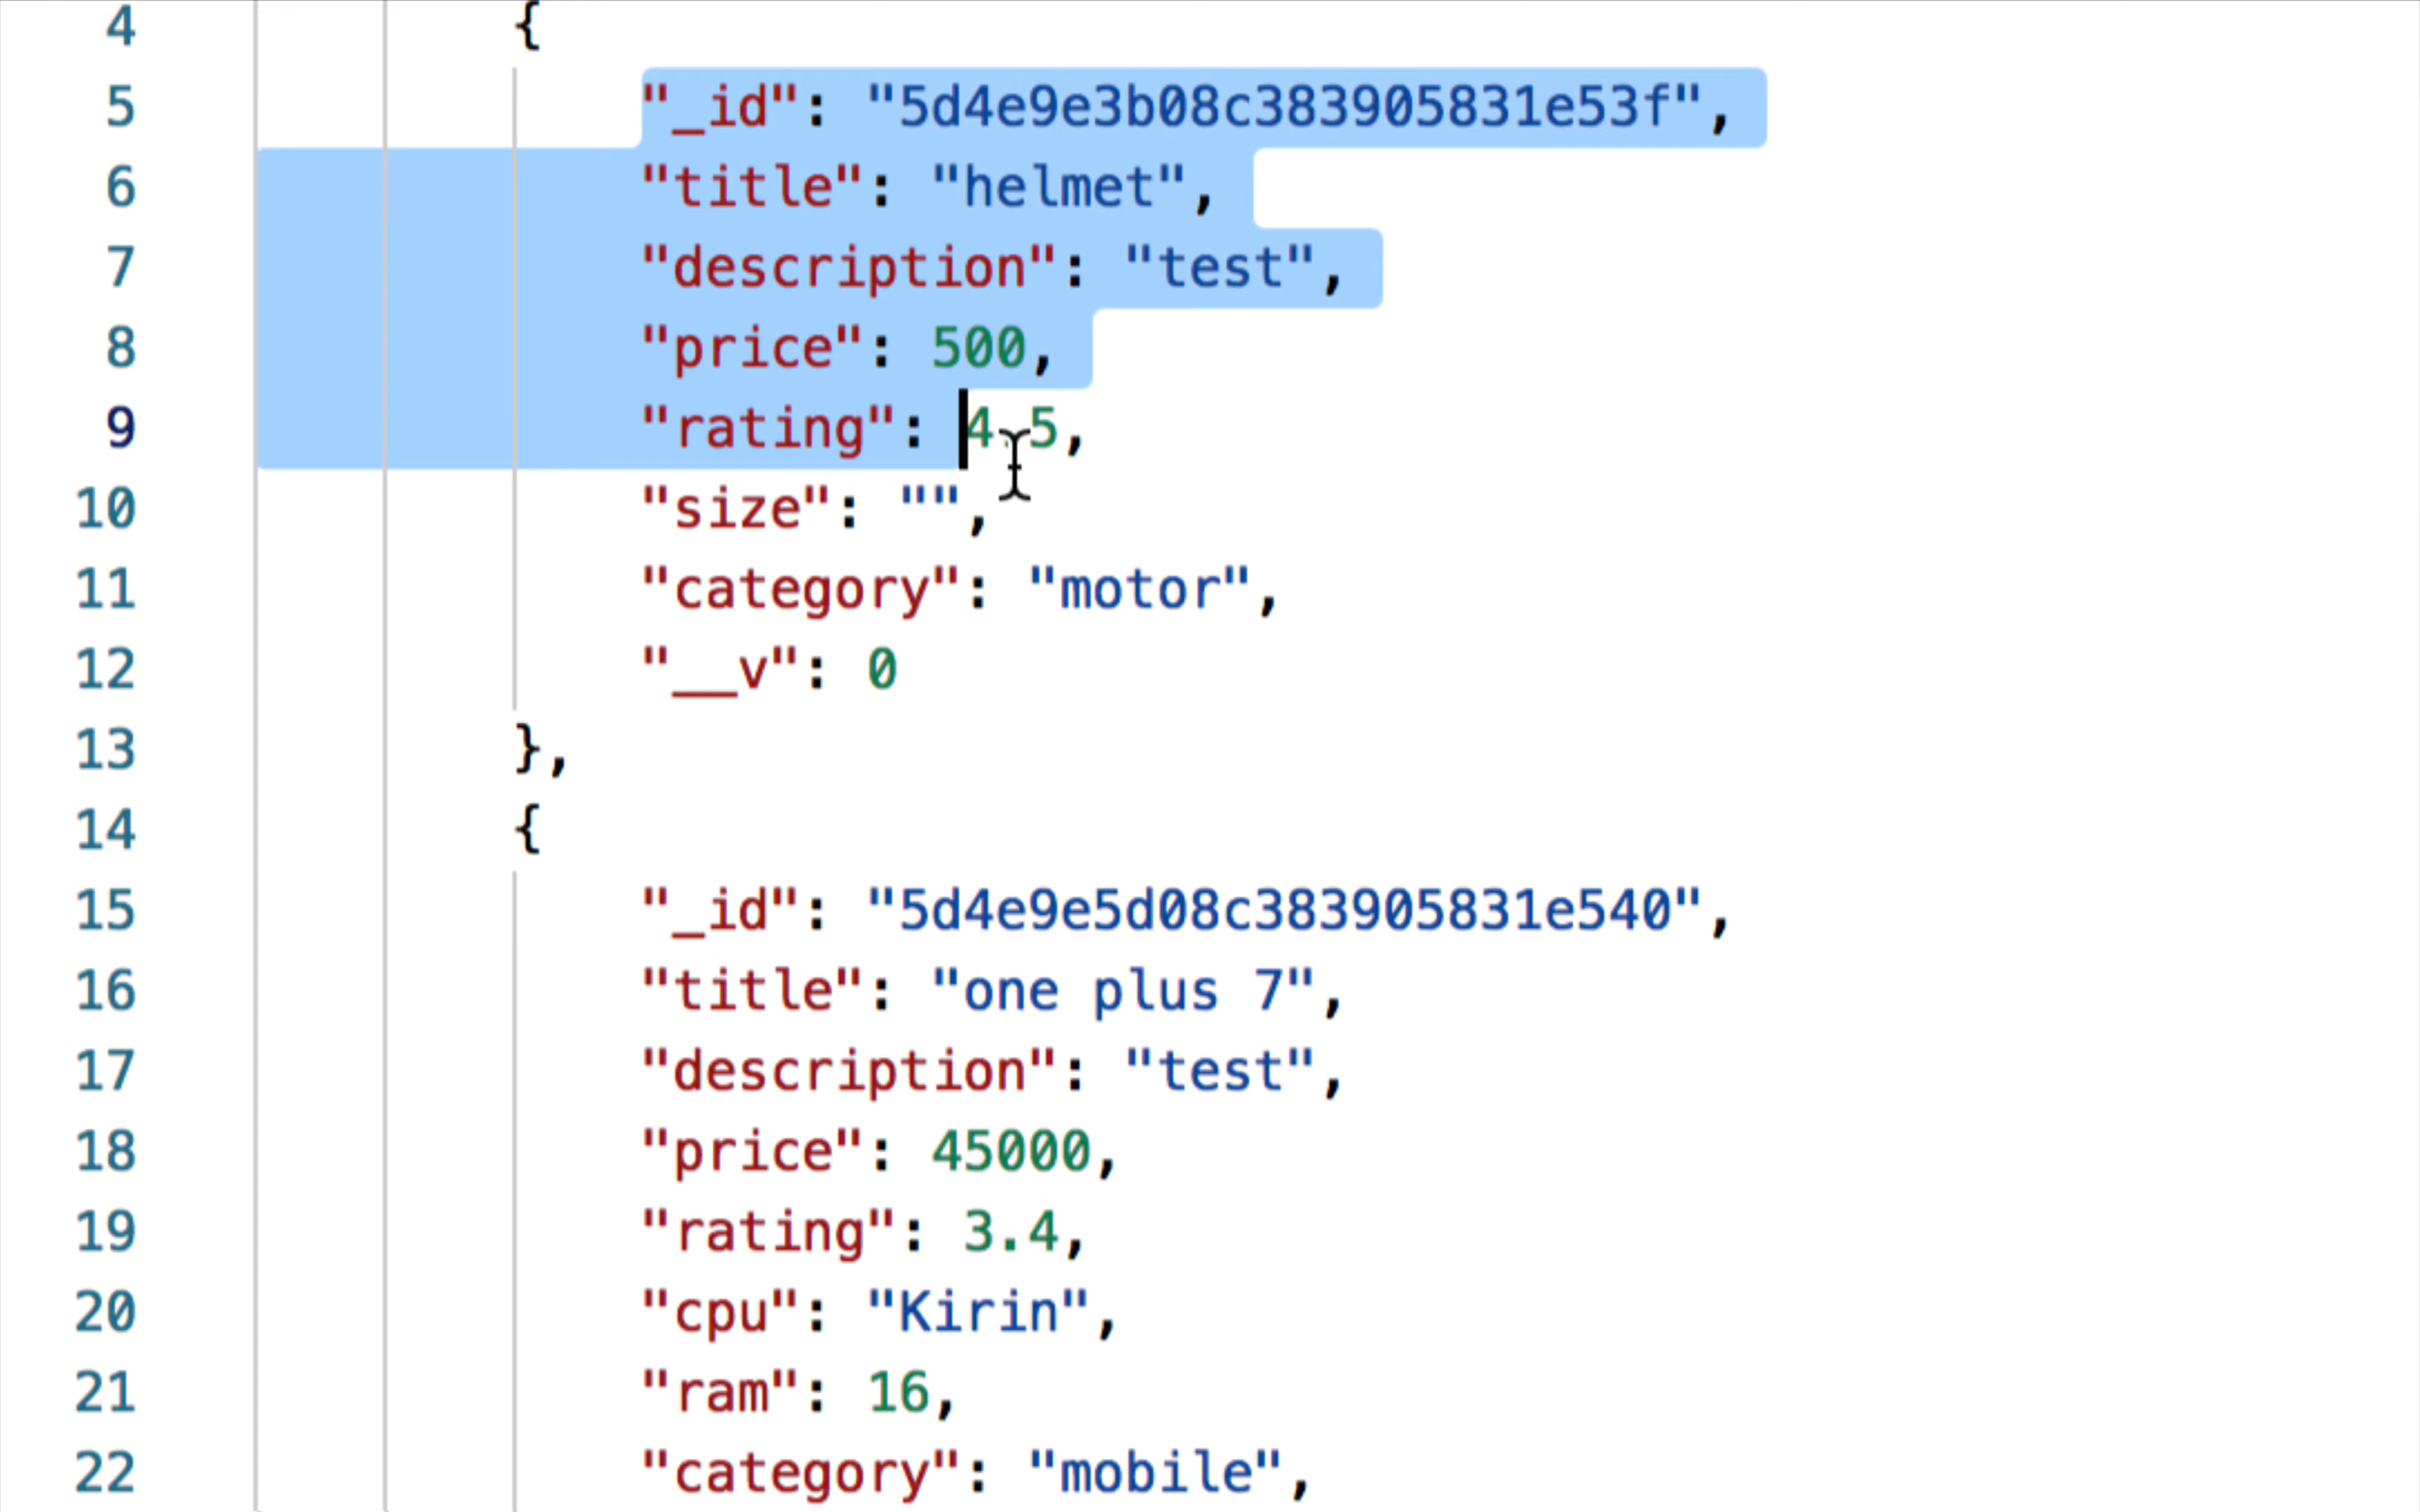 4 {
5 "_id": "5d4e9e3b08c383905831e53f",
6 "title": "helmet",
7 "description": "test",
8 "price": 500,
9 "rating": 4.5,
10 "size": "",
11 "category": "motor",
12 "__v": 0
13 },
14 {
15 "_id": "5d4e9e5d08c383905831e540",
16 "title": "one plus 7",
17 "description": "test",
18 "price": 45000,
19 "rating": 3.4,
20 "cpu": "Kirin",
21 "ram": 16,
22 "category": "mobile",